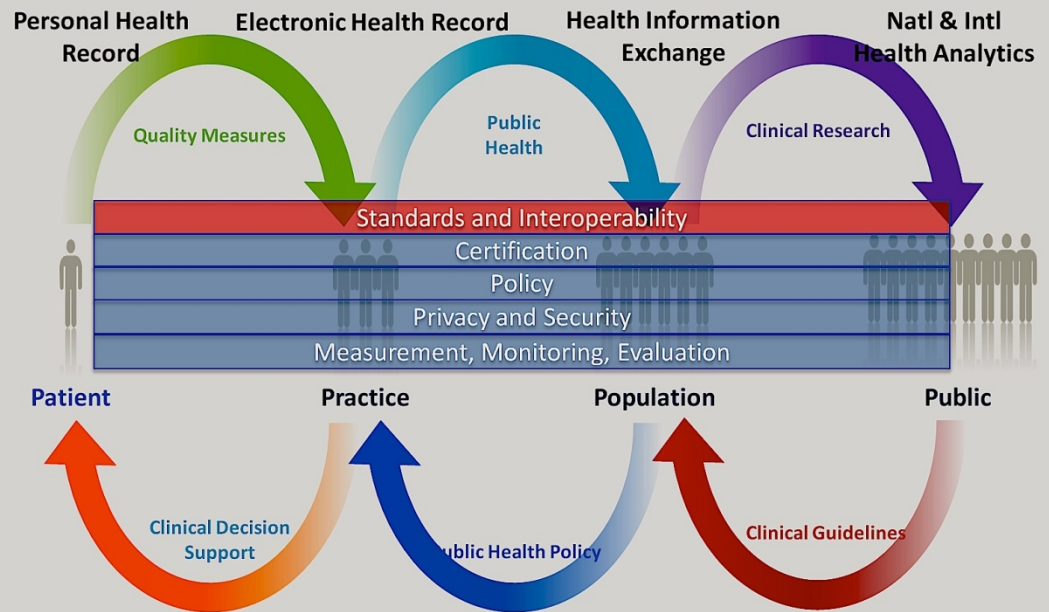 Personal Health
Record
Electronic Health Record
Health Information
Exchange
Natl & Intl
Health Analytics
Quality Measures
Public
Health
Clinical Research
Standards and Interoperability
Certification
Policy
Privacy and Security
Measurement, Monitoring, Evaluation
Patient
Practice
Population
Public
Clinical Decision
Support
Public Health Policy
Clinical Guidelines